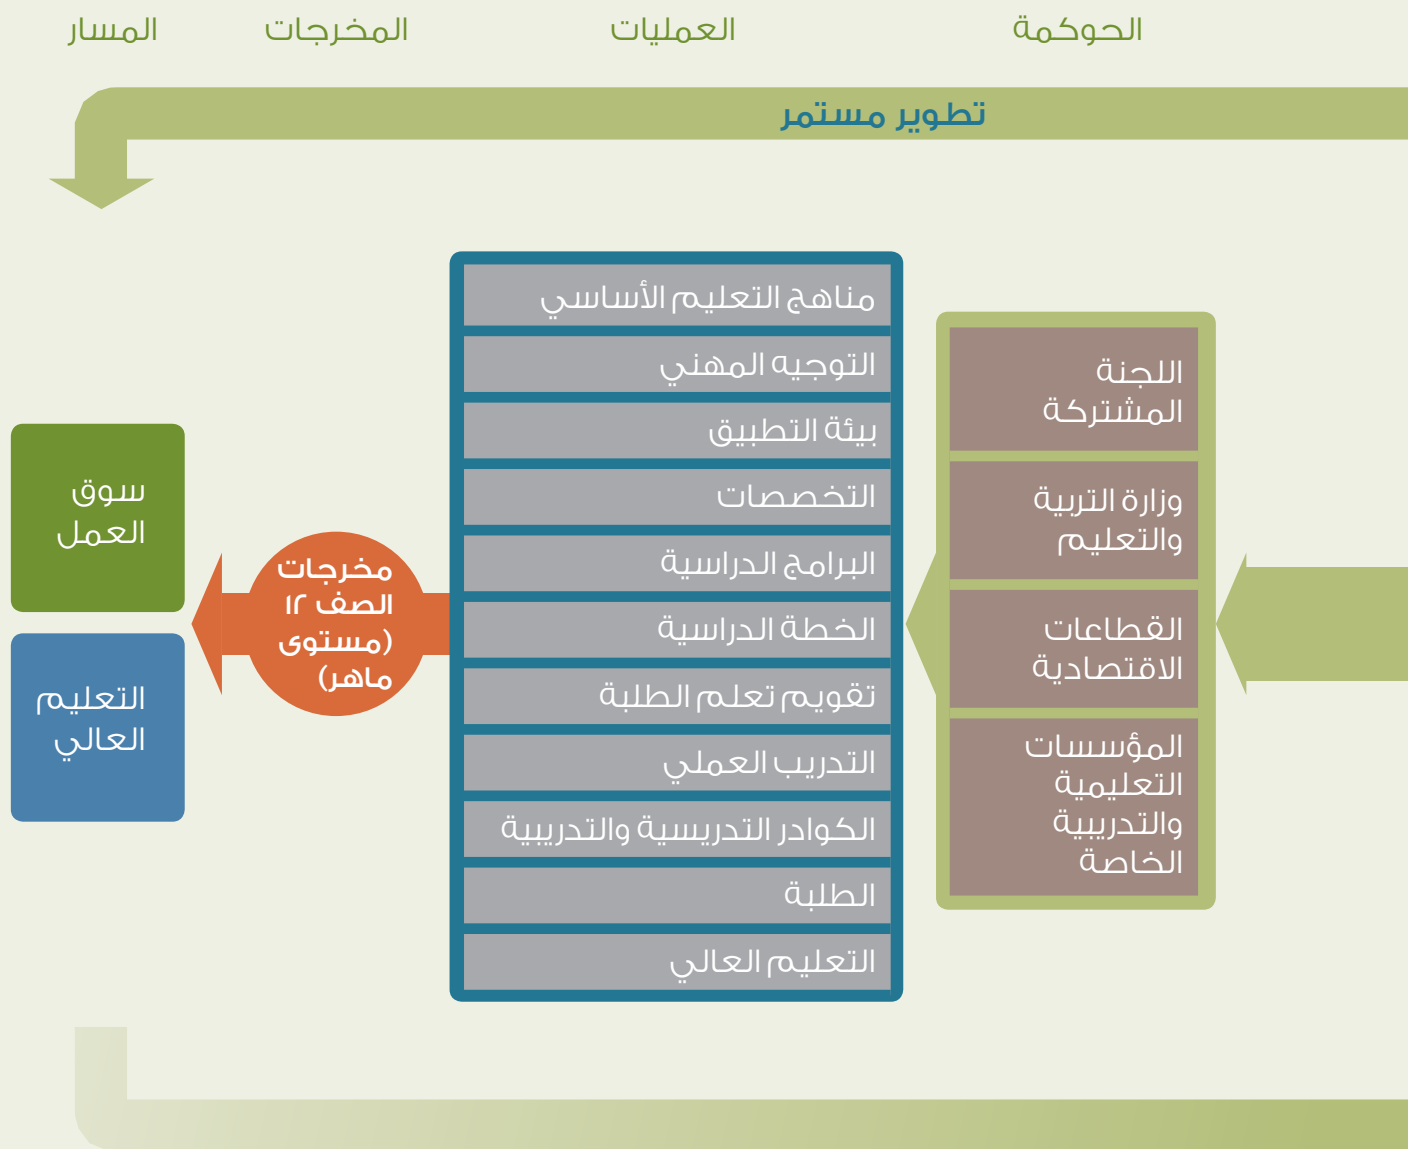 الحوكمة
العمليات
المخرجات
المسار
تطوير مستمر
اللجنة
المشتركة
وزارة التربية
والتعليم
القطاعات
الاقتصادية
المؤسسات
التعليمية
والتدريبية
الخاصة
مناهج التعليم الأساسي
التوجيه المهني
بيئة التطبيق
التخصصات
البرامج الدراسية
الخطة الدراسية
تقويم تعلم الطلبة
التدريب العملي
الكوادر التدريسية والتدريبية
الطلبة
التعليم العالي
مخرجات
الصف ١٢
(مستوى
ماهر)
سوق
العمل
التعليم
العالي